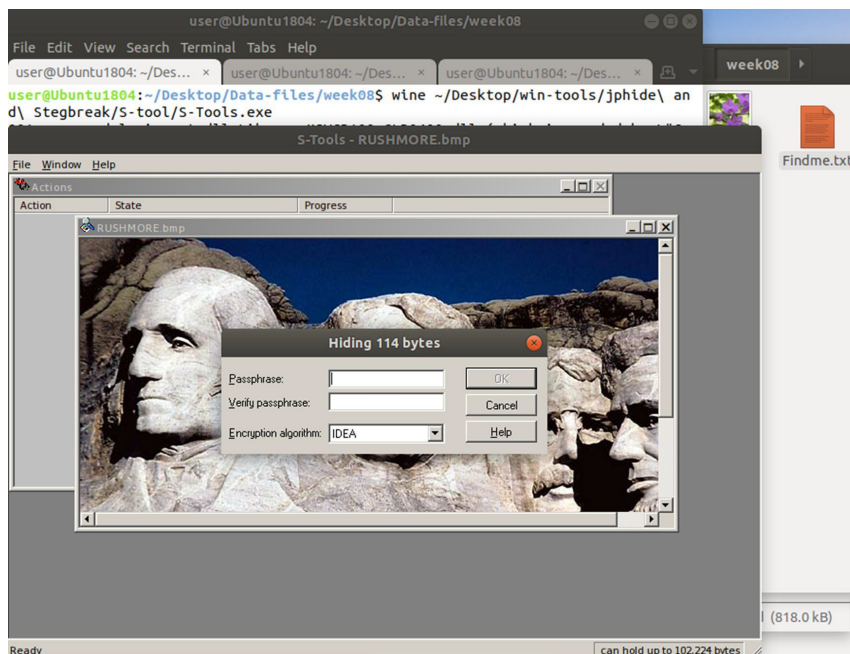 user@Ubuntu1804: ~/Desktop/Data-files/week08
File Edit View Search Terminal Tabs Help
user@Ubuntu1804: ~/Des... × user@Ubuntu1804: ~/Des... × user@Ubuntu1804: ~/Des... ×
week08
user@Ubuntu1804:~/Desktop/Data-files/week08$ wine ~/Desktop/win-tools/jphide\ an
d\ Stegbreak/S-tool/S-Tools.exe
Findme.txt
S-Tools - RUSHMORE.bmp
File Window Help
Actions
Action State Progress
RUSHMORE.bmp
Hiding 114 bytes
Passphrase: OK
Verify passphrase: Cancel
Encryption algorithm: IDEA Help
(818.0 kB)
Ready can hold up to 102,224 bytes